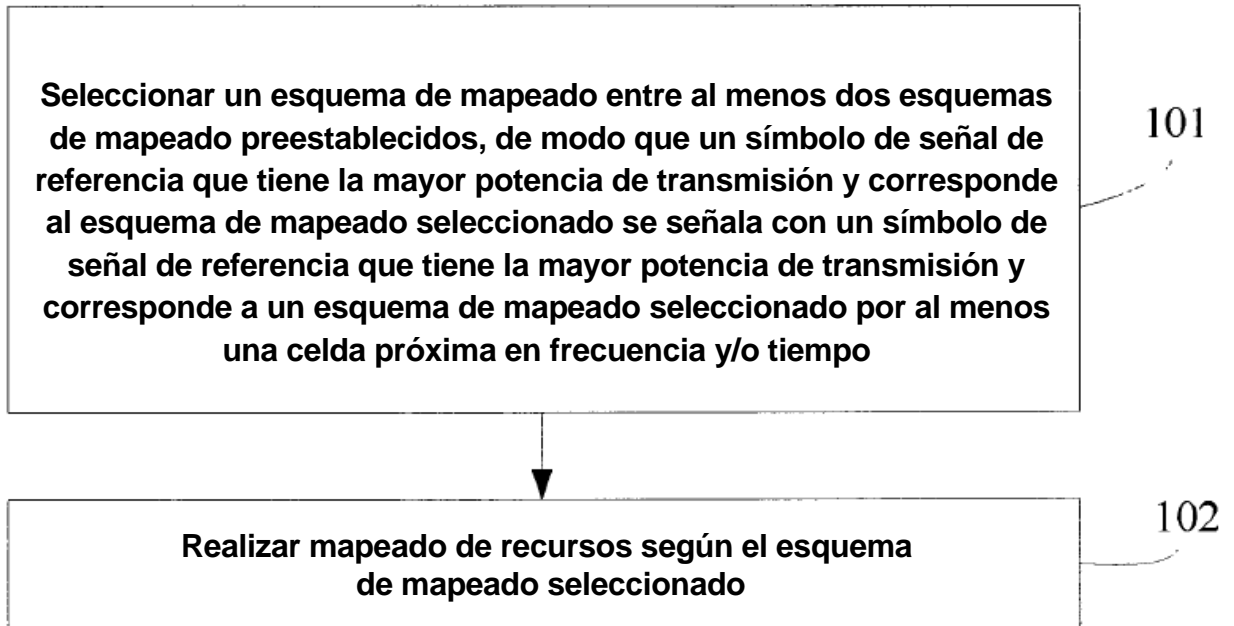 Seleccionar un esquema de mapeado entre al menos dos esquemas
de mapeado preestablecidos, de modo que un símbolo de señal de
referencia que tiene la mayor potencia de transmisión y corresponde
al esquema de mapeado seleccionado se señala con un símbolo de
señal de referencia que tiene la mayor potencia de transmisión y
corresponde a un esquema de mapeado seleccionado por al menos
una celda próxima en frecuencia y/o tiempo
101
Realizar mapeado de recursos según el esquema
de mapeado seleccionado
102